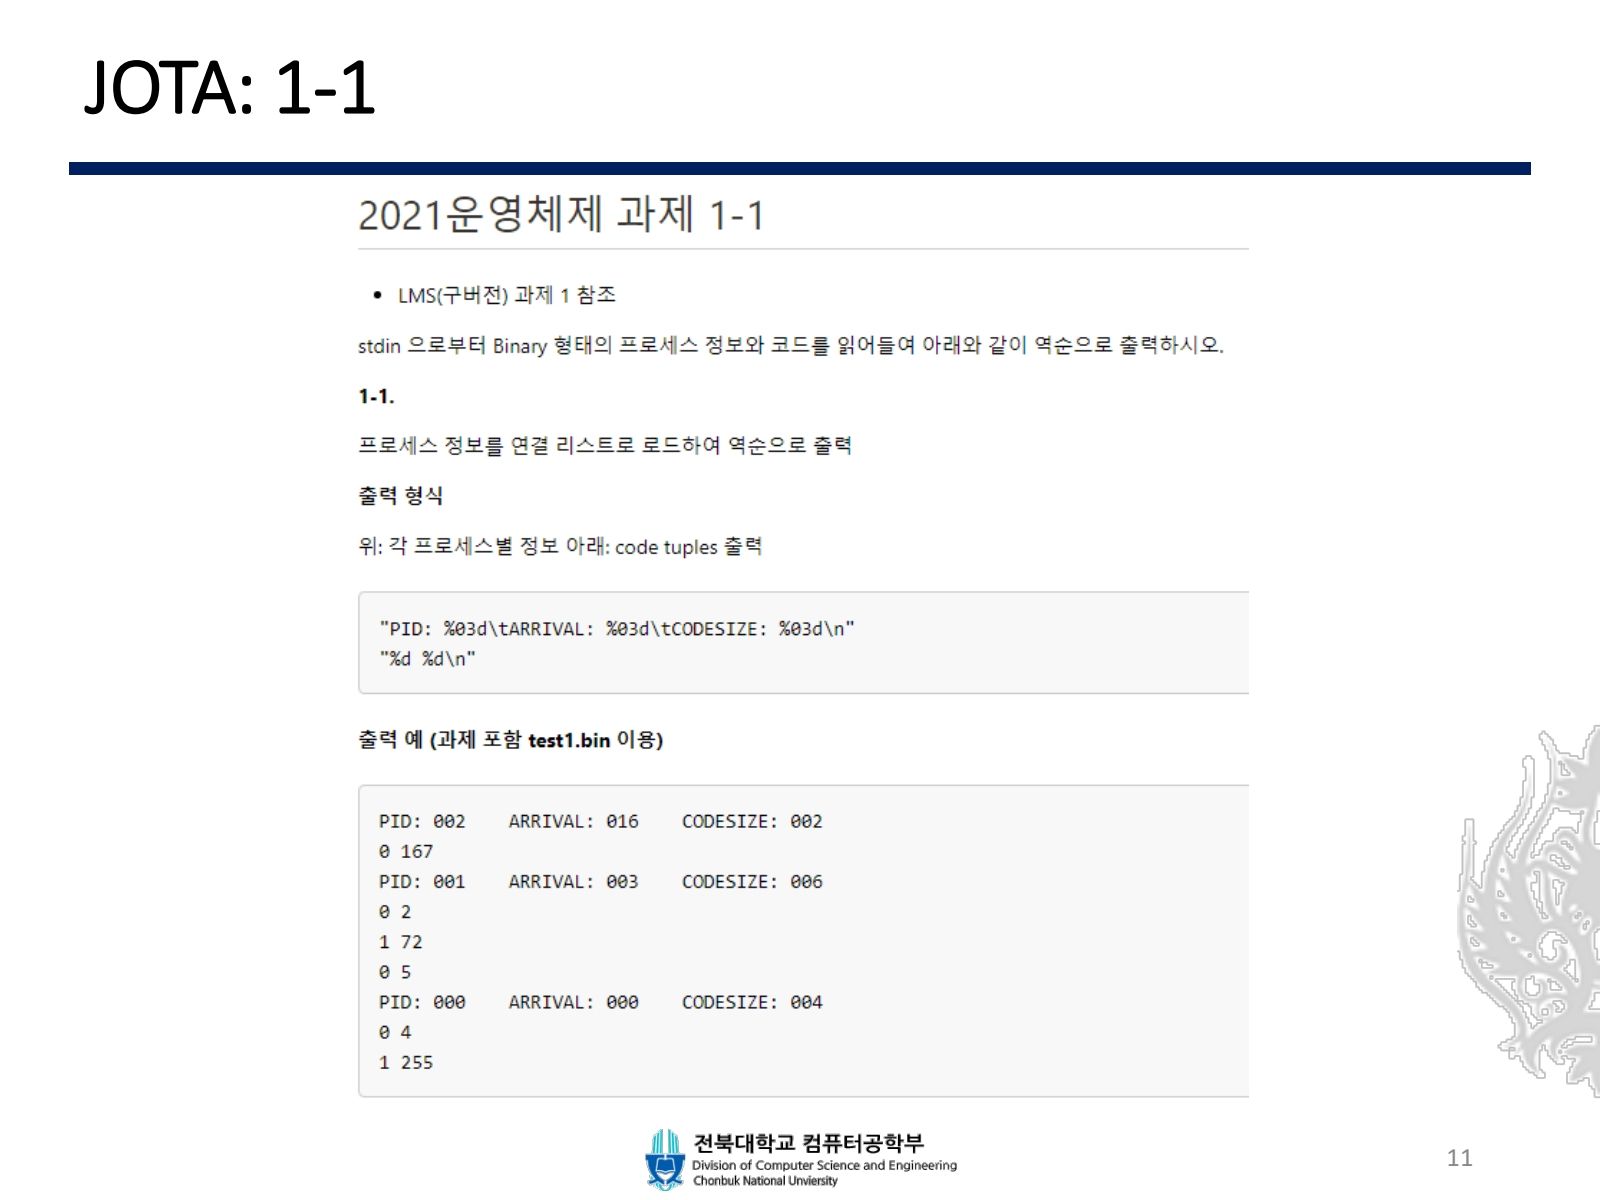 JOTA: 1-1
2021운영체제 과제 1-1
• LMS(구버전) 과제 1 참조
stdin 으로부터 Binary 형태의 프로세스 정보와 코드를 읽어들여 아래와 같이 역순으로 출력하시오.
1-1.
프로세스 정보를 연결 리스트로 로드하여 역순으로 출력
출력 형식
위: 각 프로세스별 정보 아래: code tuples 출력
"PID: %03d\tARRIVAL: %03d\tCODESIZE: %03d\n"
"%d %d\n"
출력 예 (과제 포함 test1.bin 이용)
PID: 002    ARRIVAL: 016    CODESIZE: 002
0 167
PID: 001    ARRIVAL: 003    CODESIZE: 006
0 2
1 72
0 5
PID: 000    ARRIVAL: 000    CODESIZE: 004
0 4
1 255
전북대학교 컴퓨터공학부
Division of Computer Science and Engineering
Chonbuk National Unviersity
11